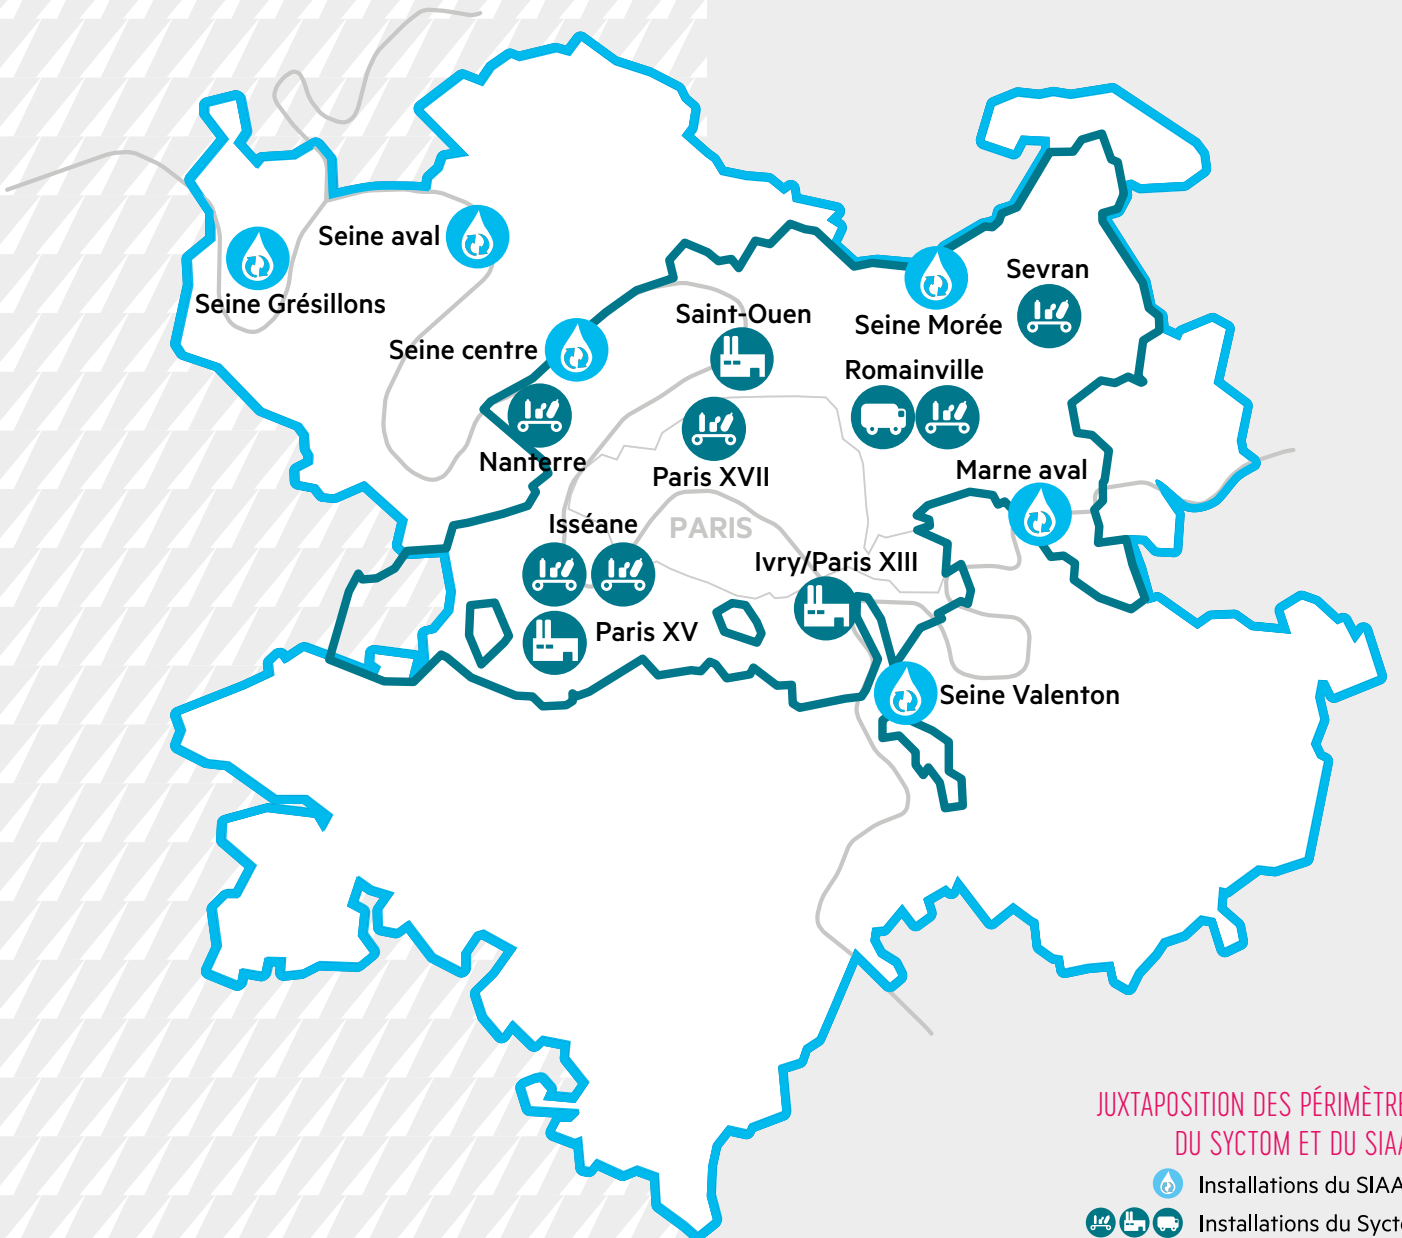 Seine aval
Seine Grésillons
Seine centre
Saint-Ouen
Seine Morée
Sevran
Romainville
Nanterre
Paris XVII
Marne aval
Isséane
PARIS
Ivry/Paris XIII
Paris XV
Seine Valenton
JUXTAPOSITION DES PÉRIMÈTRE
DU SYCTOM ET DU SIAA
Installations du SIAA
Installations du Sycto